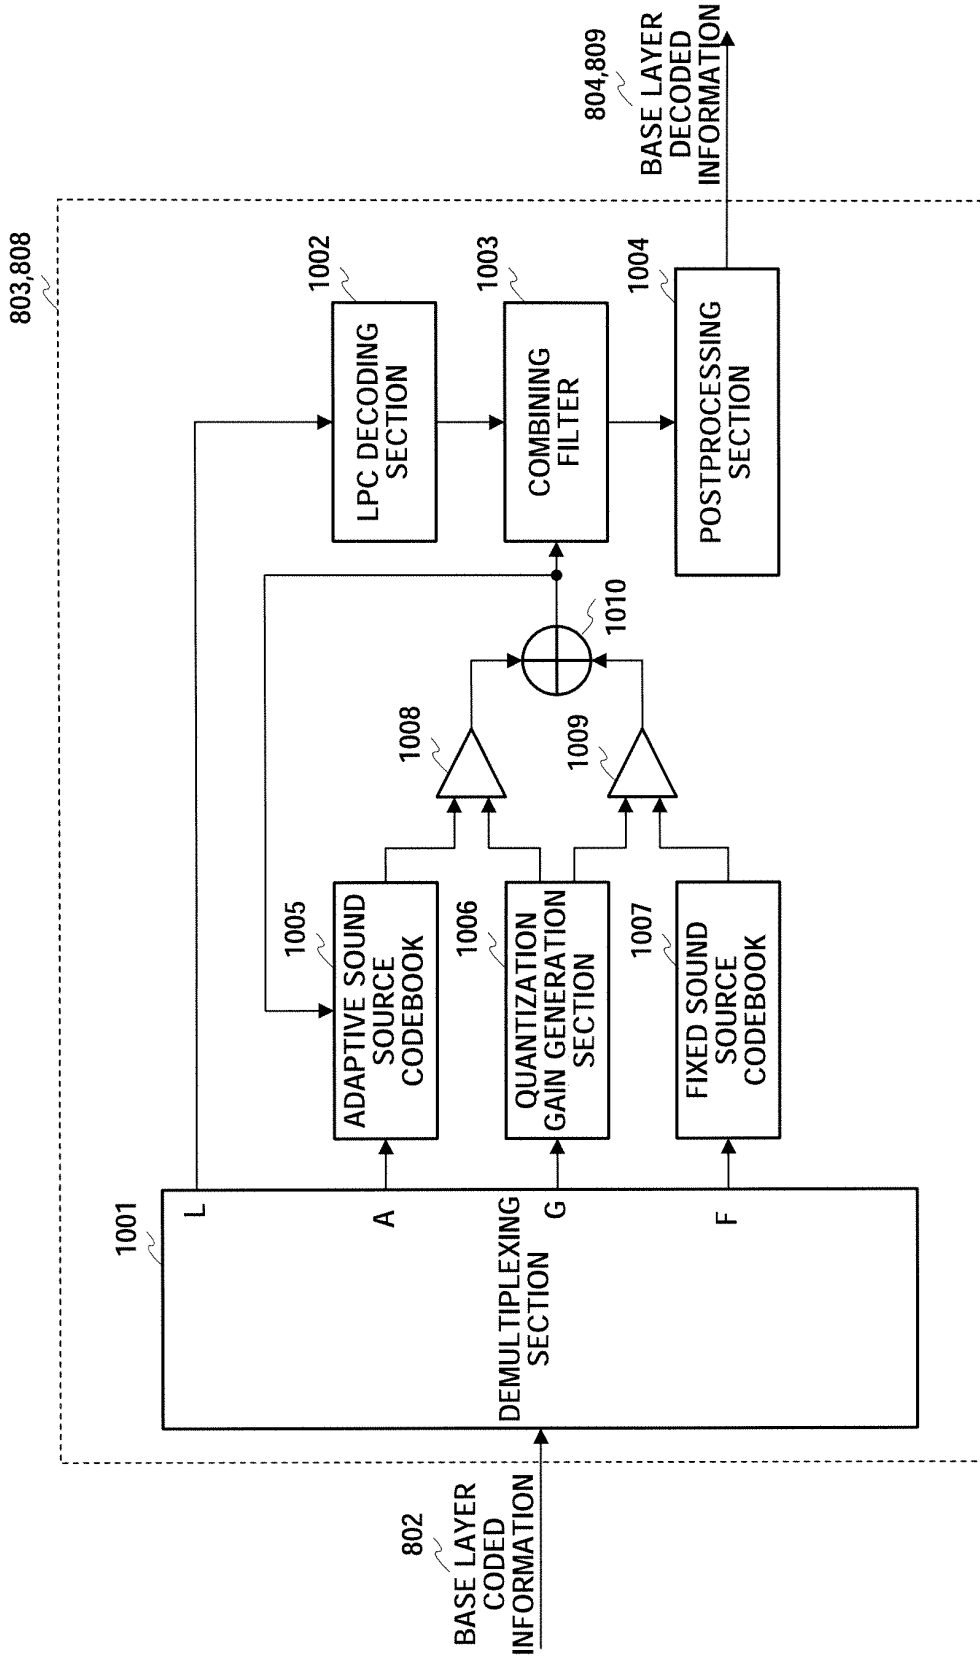 803,808
802
BASE LAYER
CODED
INFORMATION
1001
DEMULTIPLEXING
SECTION
L
A
G
F
1005
ADAPTIVE SOUND
SOURCE
CODEBOOK
1006
QUANTIZATION
GAIN GENERATION
SECTION
1007
FIXED SOUND
SOURCE
CODEBOOK
1008
1009
1010
1002
LPC DECODING
SECTION
1003
COMBINING
FILTER
1004
POSTPROCESSING
SECTION
804,809
BASE LAYER
DECODED
INFORMATION